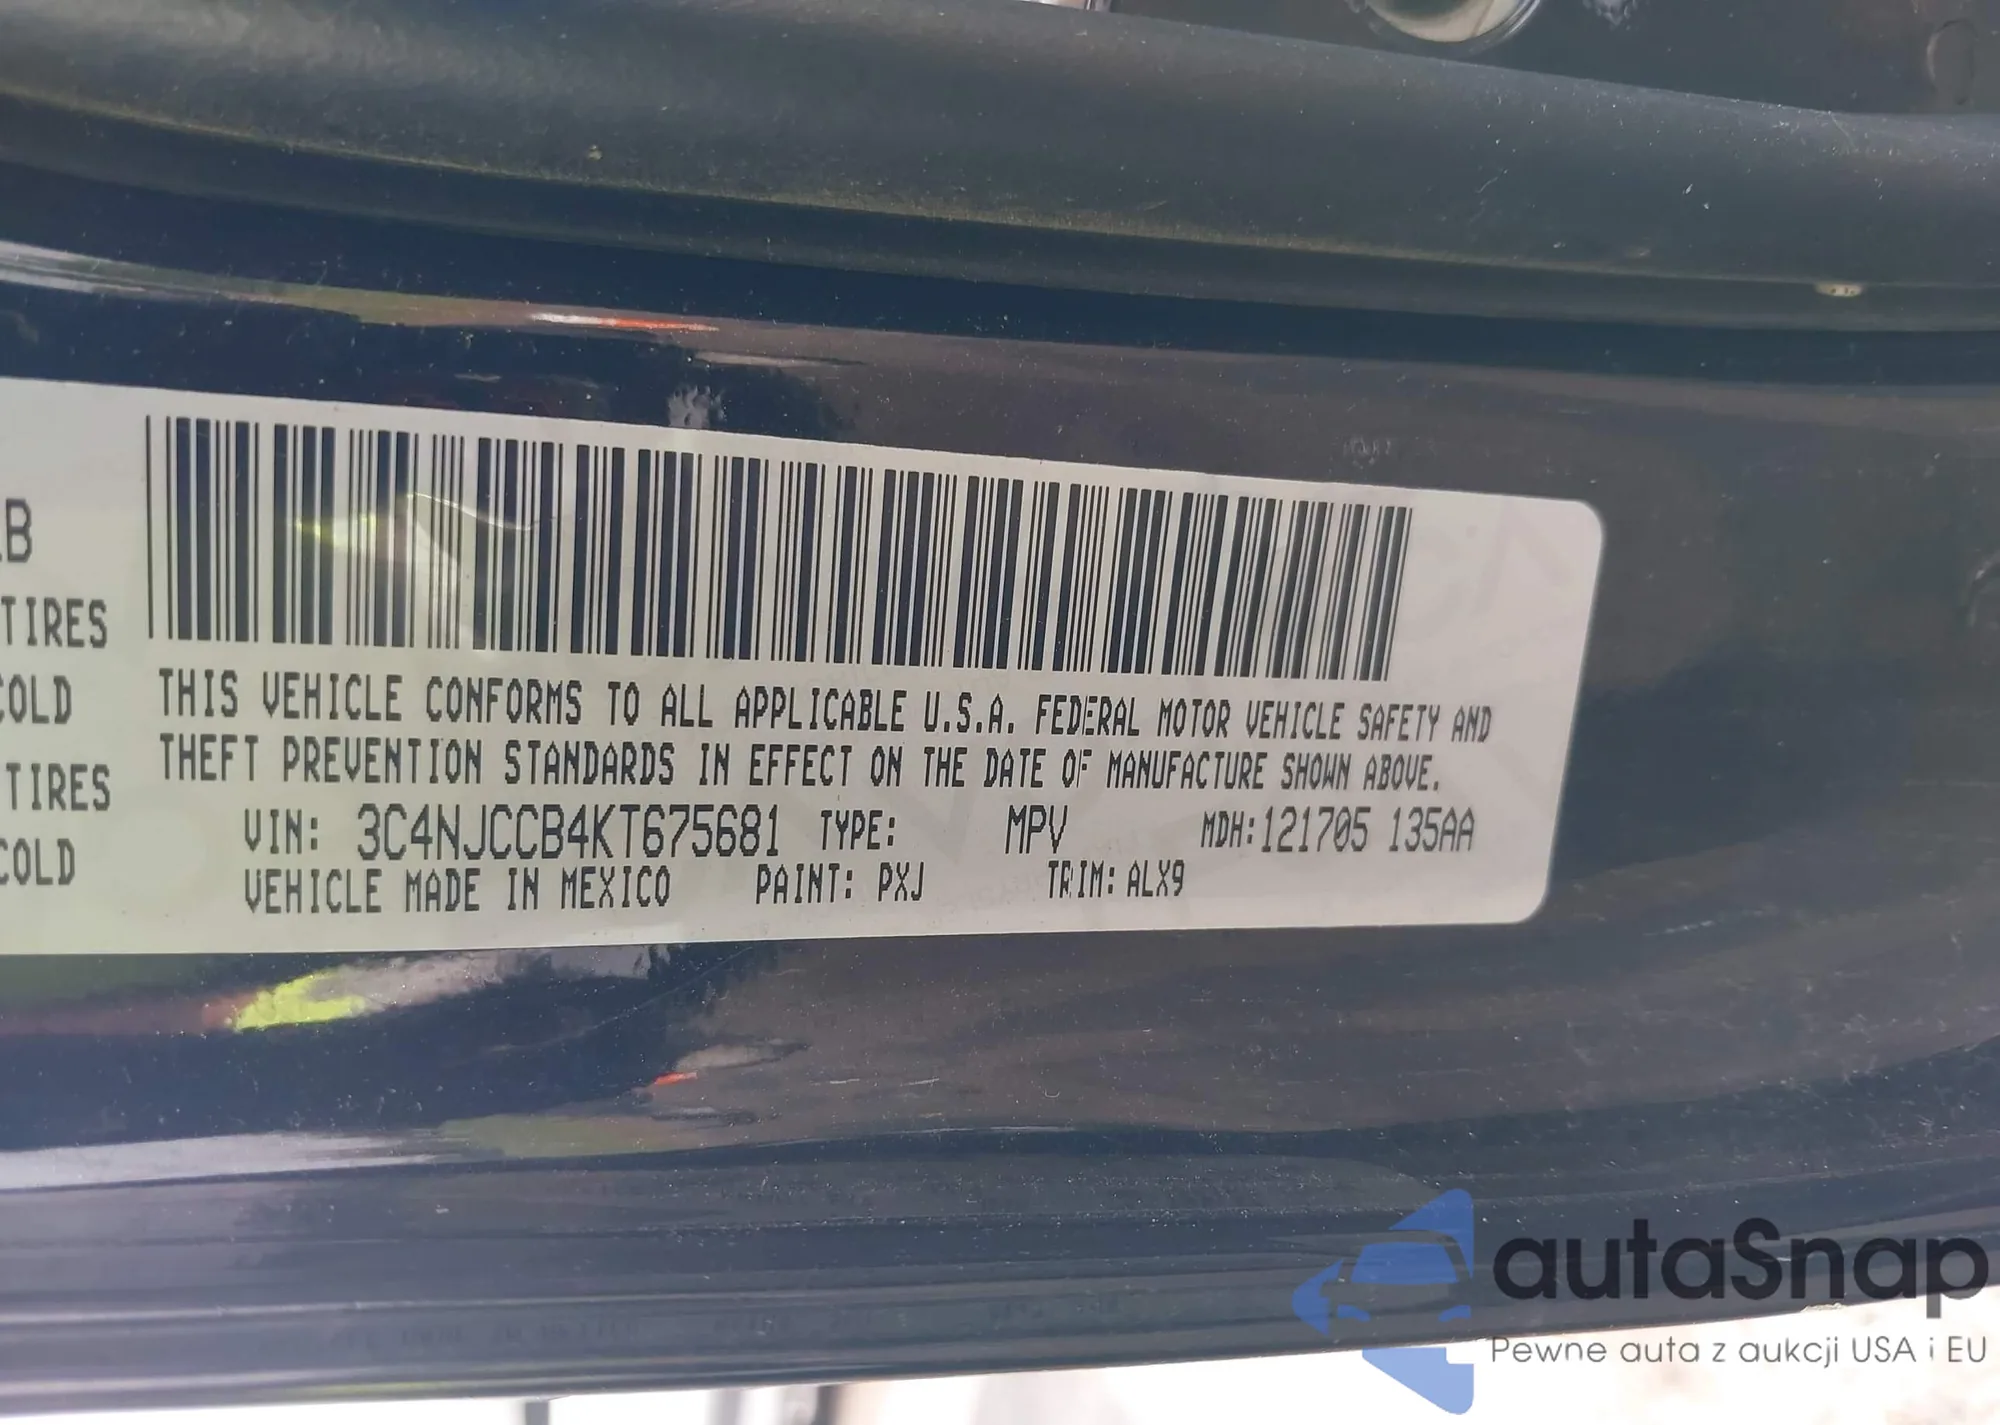 LB
TIRES
COLD
TIRES
COLD
THIS VEHICLE CONFORMS TO ALL APPLICABLE U.S.A. FEDERAL MOTOR VEHICLE SAFETY AND
THEFT PREVENTION STANDARDS IN EFFECT ON THE DATE OF MANUFACTURE SHOWN ABOVE.
VIN: 3C4NJCCB4KT675681 TYPE: MPV MDH:121705 135AA
VEHICLE MADE IN MEXICO PAINT: PXJ TRIM: ALX9
autaSnap
Pewne auta z aukcji USA i EU